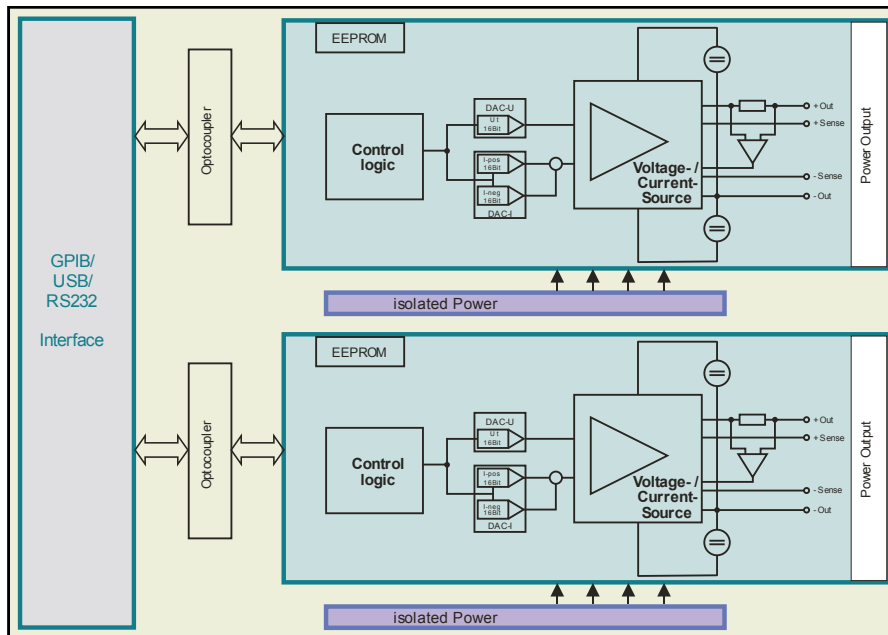 GPIB/
USB/
RS232
Interface
Optocoupler
EEPROM
Control
logic
DAC-U
U t
16Bit
I-pos
16Bit
I-neg
16Bit
DAC-I
Voltage- /
Current-
Source
+ Out
+ Sense
- Sense
- Out
Power Output
isolated Power
Optocoupler
EEPROM
Control
logic
DAC-U
U t
16Bit
I-pos
16Bit
I-neg
16Bit
DAC-I
Voltage- /
Current-
Source
+ Out
+ Sense
- Sense
- Out
Power Output
isolated Power